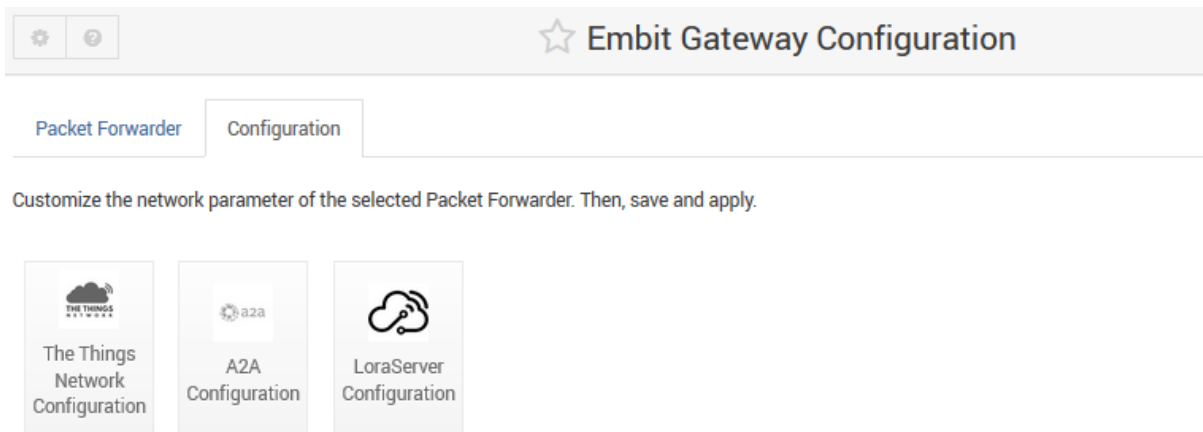 Embit Gateway Configuration
Packet Forwarder
Configuration
Customize the network parameter of the selected Packet Forwarder. Then, save and apply.
THE THINGS
NETWORK
The Things
Network
Configuration
a2a
A2A
Configuration
LoraServer
Configuration